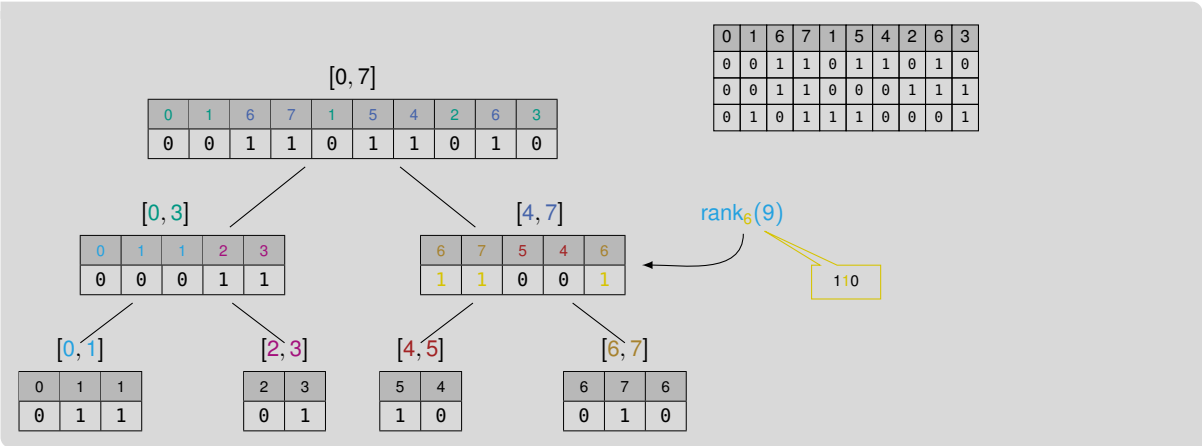 0 1 6 7 1 5 4 2 6 3
0 0 1 1 0 1 1 0 1 0
0 0 1 1 0 0 0 1 1 1
0 1 0 1 1 1 0 0 0 1
[0, 7]
0 1 6 7 1 5 4 2 6 3
0 0 1 1 0 1 1 0 1 0
[0, 3]
0 1 1 2 3
0 0 0 1 1
[4, 7]
6 7 5 4 6
1 1 0 0 1
rank₆(9)
110
[0, 1]
0 1 1
0 1 1
[2, 3]
2 3
0 1
[4, 5]
5 4
1 0
[6, 7]
6 7 6
0 1 0